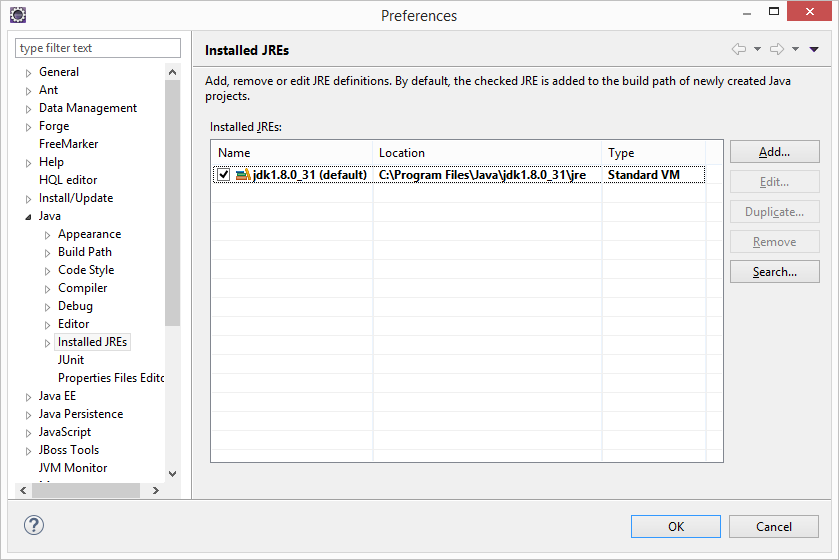 Preferences
type filter text
General
Ant
Data Management
Forge
FreeMarker
Help
HQL editor
Install/Update
Java
Appearance
Build Path
Code Style
Compiler
Debug
Editor
Installed JREs
JUnit
Properties Files Edito
Java EE
Java Persistence
JavaScript
JBoss Tools
JVM Monitor
Installed JREs
Add, remove or edit JRE definitions. By default, the checked JRE is added to the build path of newly created Java
projects.
Installed JREs:
Name Location Type
jdk1.8.0_31 (default) C:\Program Files\Java\jdk1.8.0_31\jre Standard VM
Add...
Edit...
Duplicate...
Remove
Search...
OK Cancel